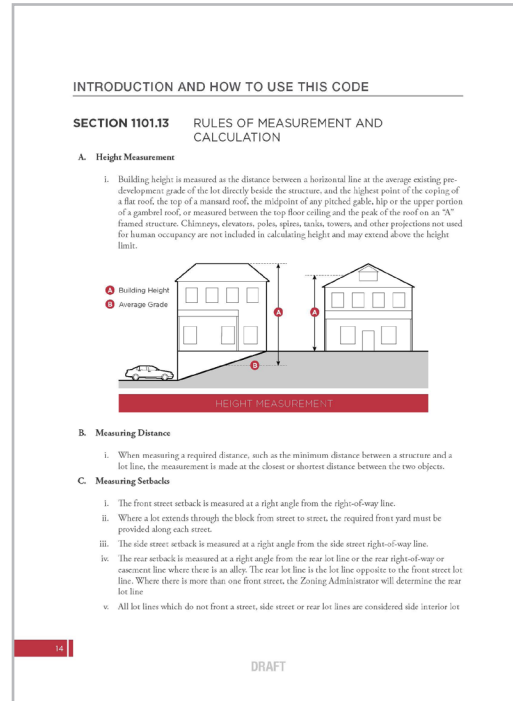 INTRODUCTION AND HOW TO USE THIS CODE
SECTION 1101.13 RULES OF MEASUREMENT AND
CALCULATION
A. Height Measurement
i. Building height is measured as the distance between a horizontal line at the average existing pre-
development grade of the lot directly beside the structure, and the highest point of the coping of
a flat roof, the top of a mansard roof, the midpoint of any pitched gable, hip or the upper portion
of a gambrel roof, or measured between the top floor ceiling and the peak of the roof on an "A"
framed structure. Chimneys, elevators, poles, spires, tanks, towers, and other projections not used
for human occupancy are not included in calculating height and may extend above the height
limit.
A Building Height
B Average Grade
A
A
B
HEIGHT MEASUREMENT
B. Measuring Distance
i. When measuring a required distance, such as the minimum distance between a structure and a
lot line, the measurement is made at the closest or shortest distance between the two objects.
C. Measuring Setbacks
i. The front street setback is measured at a right angle from the right-of-way line.
ii. Where a lot extends through the block from street to street, the required front yard must be
provided along each street.
iii. The side street setback is measured at a right angle from the side street right-of-way line.
iv. The rear setback is measured at a right angle from the rear lot line or the rear right-of-way or
easement line where there is an alley. The rear lot line is the lot line opposite to the front street lot
line. Where there is more than one front street, the Zoning Administrator will determine the rear
lot line
v. All lot lines which do not front a street, side street or rear lot lines are considered side interior lot
14
DRAFT